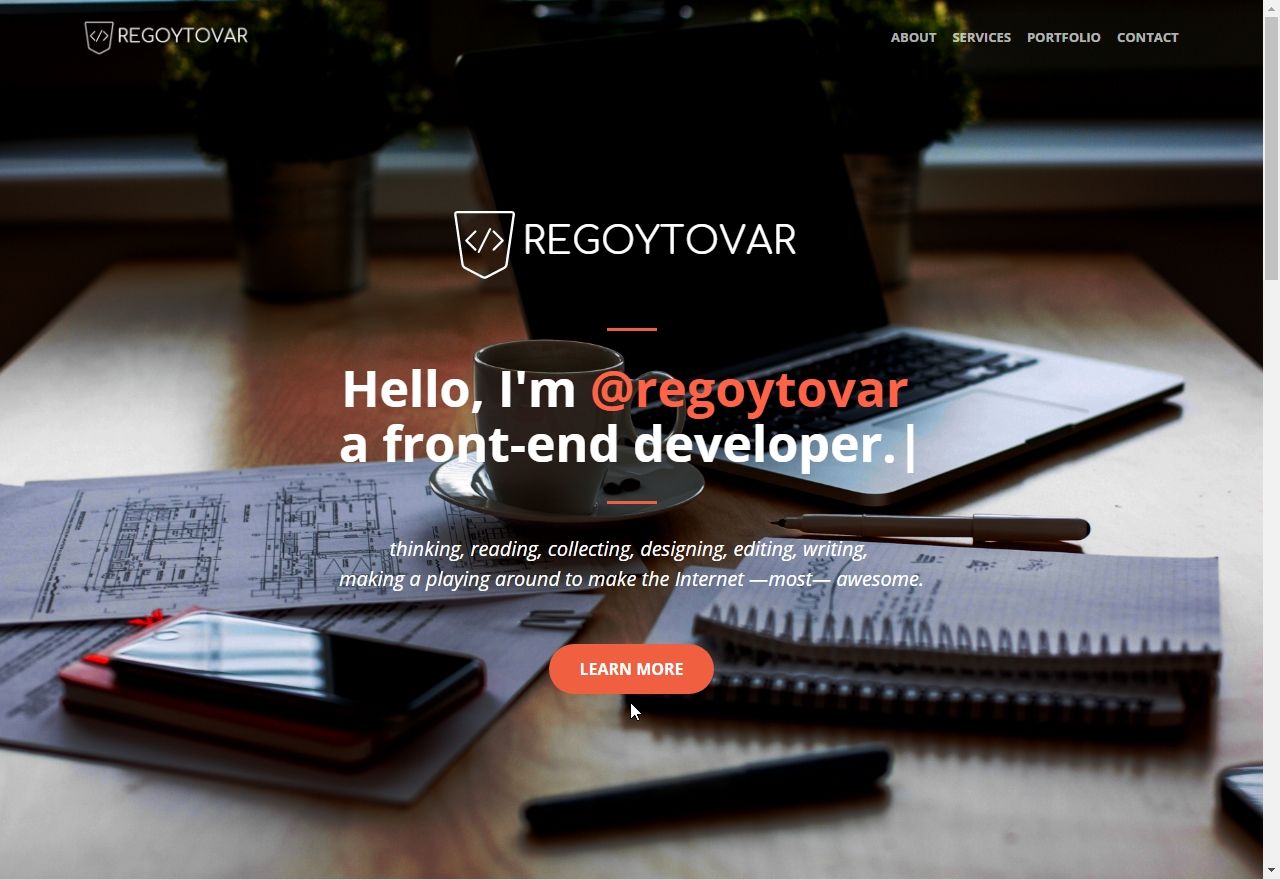 REGOYTOVAR
ABOUT SERVICES PORTFOLIO CONTACT
</> REGOYTOVAR
Hello, I'm @regoytovar
a front-end developer.|
thinking, reading, collecting, designing, editing, writing,
making a playing around to make the Internet —most— awesome.
LEARN MORE